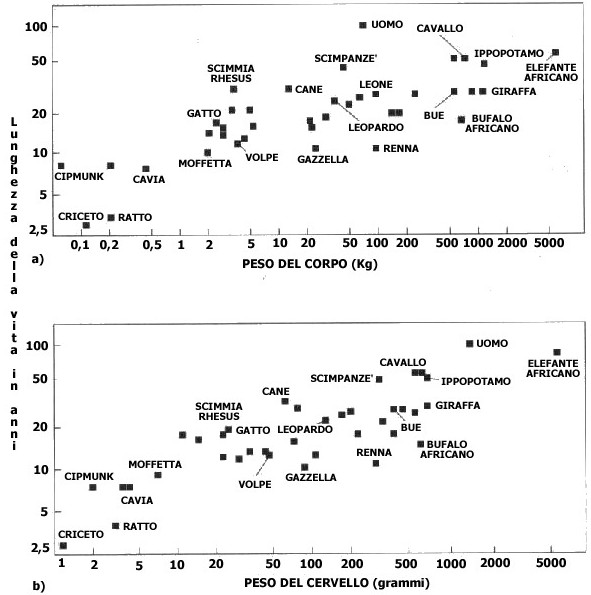 Lunghezza della vita in anni
100
50
20
10
5
2,5
UOMO
CAVALLO
IPPOPOTAMO
SCIMPANZE'
ELEFANTE
AFRICANO
SCIMMIA
RHESUS
CANE
LEONE
GIRAFFA
GATTO
LEOPARDO
BUE
BUFALO
AFRICANO
MOFFETTA
VOLPE
GAZZELLA
RENNA
CIPMUNK
CAVIA
CRICETO
RATTO
0,1 0,2 0,5 1 2 5 10 20 50 100 200 500 1000 2000 5000
a)
PESO DEL CORPO (Kg)
100
50
20
10
5
2,5
UOMO
CAVALLO
ELEFANTE
AFRICANO
SCIMPANZE'
IPPOPOTAMO
CANE
SCIMMIA
RHESUS
GIRAFFA
LEOPARDO
GATTO
BUE
RENNA
BUFALO
AFRICANO
MOFFETTA
VOLPE
GAZZELLA
CIPMUNK
CAVIA
RATTO
CRICETO
1 2 5 10 20 50 100 200 500 1000 2000 5000
b)
PESO DEL CERVELLO (grammi)